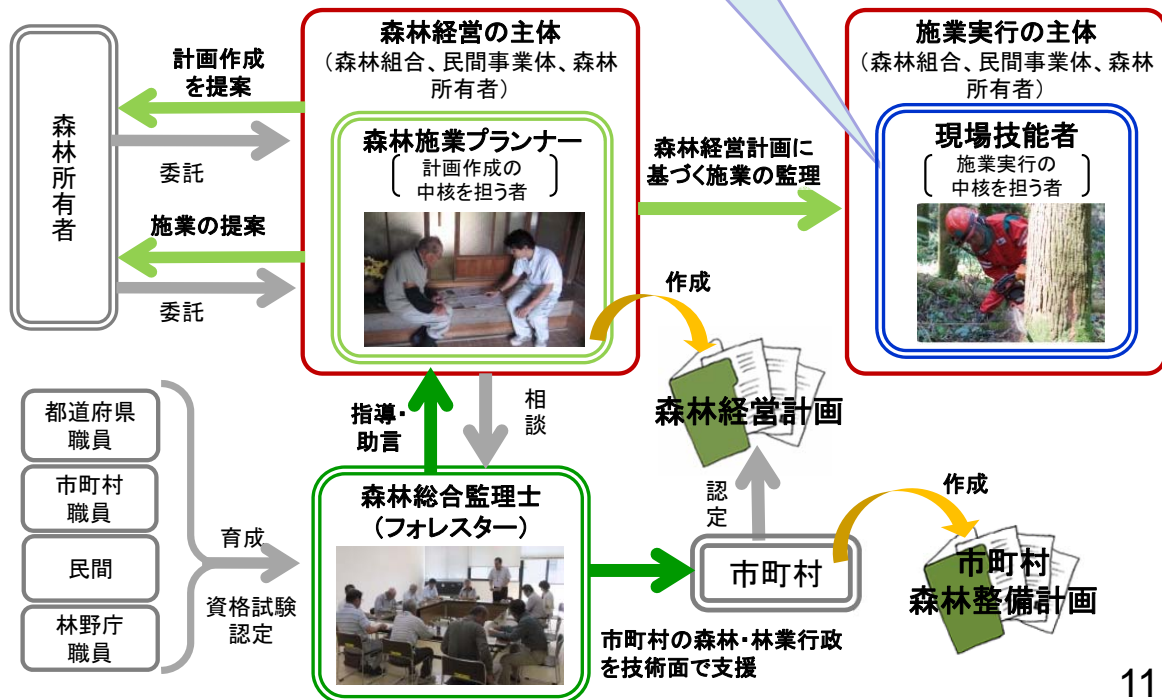 森林所有者
計画作成
を提案
委託
施業の提案
委託
森林経営の主体
（森林組合、民間事業体、森林
所有者）
森林施業プランナー
計画作成の
中核を担う者
森林経営計画に
基づく施業の監理
施業実行の主体
（森林組合、民間事業体、森林
所有者）
現場技能者
施業実行の
中核を担う者
作成
森林経営計画
指導・
助言
相談
都道府県
職員
市町村
職員
民間
林野庁
職員
育成
資格試験
認定
森林総合監理士
（フォレスター）
認定
市町村
作成
市町村
森林整備計画
市町村の森林・林業行政
を技術面で支援
11